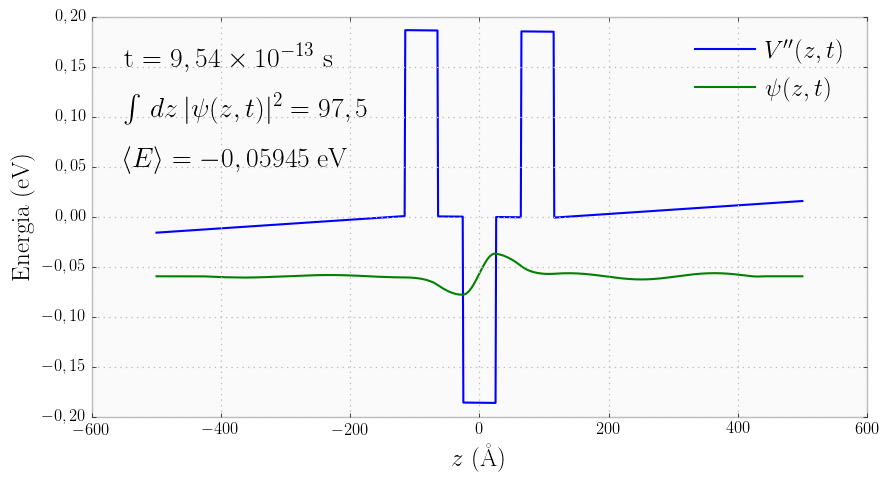 0,20
0,15
0,10
0,05
0,00
−0,05
−0,10
−0,15
−0,20
Energia (eV)
t = 9,54 × 10⁻¹³ s
∫ dz |ψ(z,t)|² = 97,5
⟨E⟩ = −0,05945 eV
V′′(z,t)
ψ(z,t)
−600 −400 −200 0 200 400 600
z (Å)